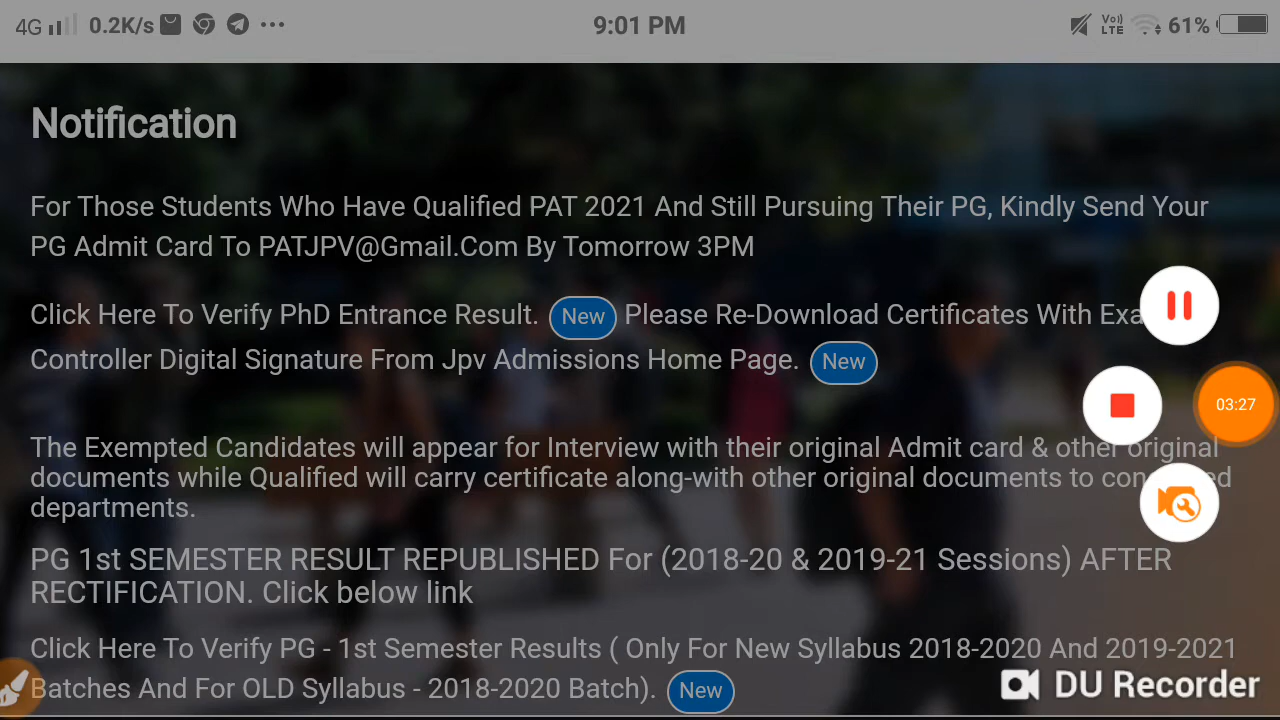 4G 0.2K/s 9:01 PM Vo) LTE 61%
Notification
For Those Students Who Have Qualified PAT 2021 And Still Pursuing Their PG, Kindly Send Your
PG Admit Card To PATJPV@Gmail.Com By Tomorrow 3PM
Click Here To Verify PhD Entrance Result. New Please Re-Download Certificates With Exa
Controller Digital Signature From Jpv Admissions Home Page. New
03:27
The Exempted Candidates will appear for Interview with their original Admit card & other original
documents while Qualified will carry certificate along-with other original documents to con ed
departments.
PG 1st SEMESTER RESULT REPUBLISHED For (2018-20 & 2019-21 Sessions) AFTER
RECTIFICATION. Click below link
Click Here To Verify PG - 1st Semester Results ( Only For New Syllabus 2018-2020 And 2019-2021
Batches And For OLD Syllabus - 2018-2020 Batch). New
DU Recorder